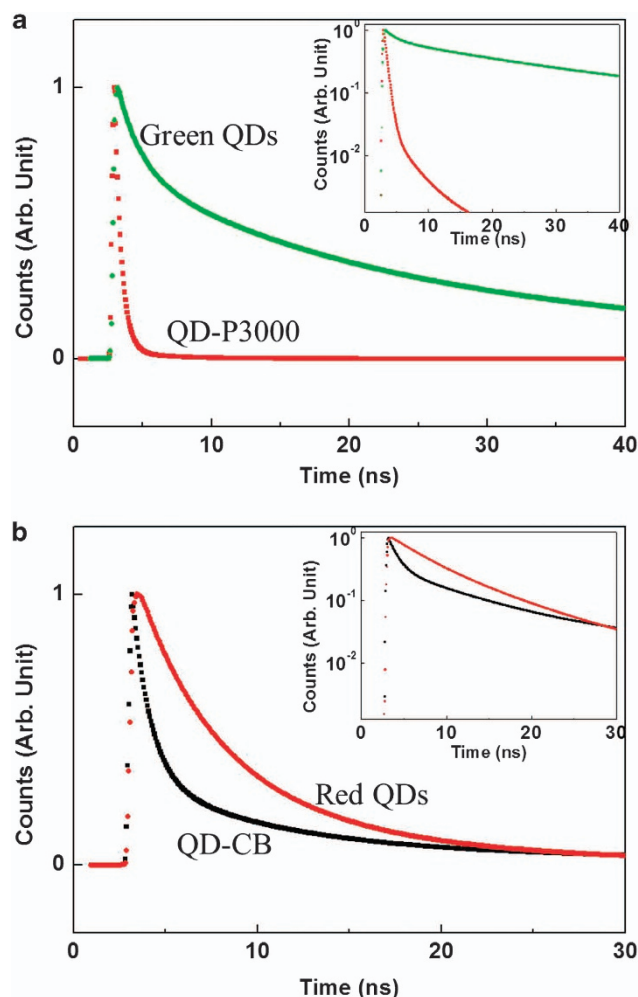 a
1
0
Counts (Arb. Unit)
Green QDs
QD-P3000
0 10 20 30 40
Time (ns)
10⁰
10⁻¹
10⁻²
Counts (Arb. Unit)
0 10 20 30 40
Time (ns)
b
1
0
Counts (Arb. Unit)
Red QDs
QD-CB
0 10 20 30
Time (ns)
10⁰
10⁻¹
10⁻²
Counts (Arb. Unit)
0 10 20 30
Time (ns)